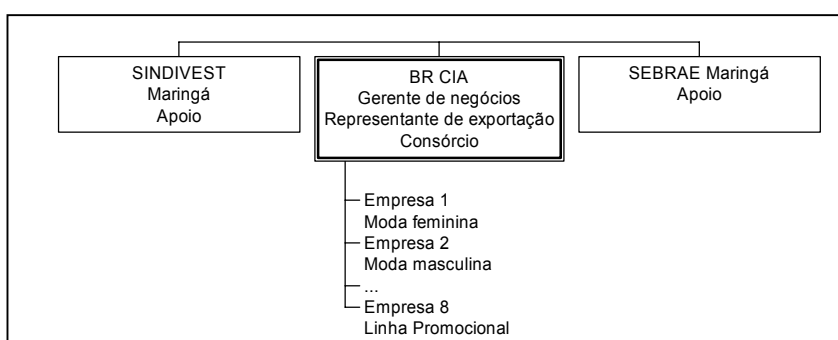 SINDIVEST
Maringá
Apoio
BR CIA
Gerente de negócios
Representante de exportação
Consórcio
SEBRAE Maringá
Apoio
Empresa 1
Moda feminina
Empresa 2
Moda masculina
...
Empresa 8
Linha Promocional